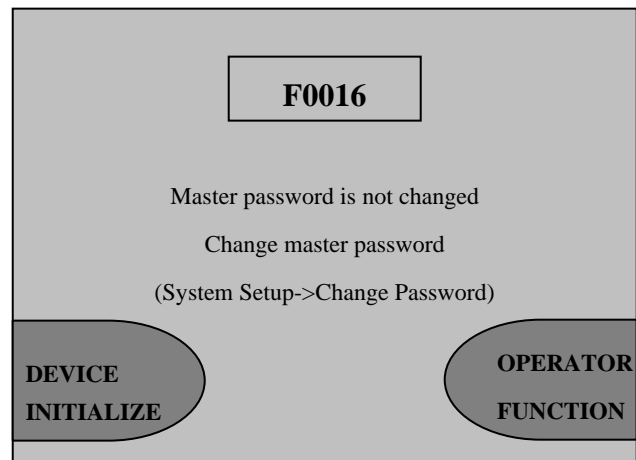 F0016
Master password is not changed
Change master password
(System Setup->Change Password)
DEVICE
INITIALIZE
OPERATOR
FUNCTION